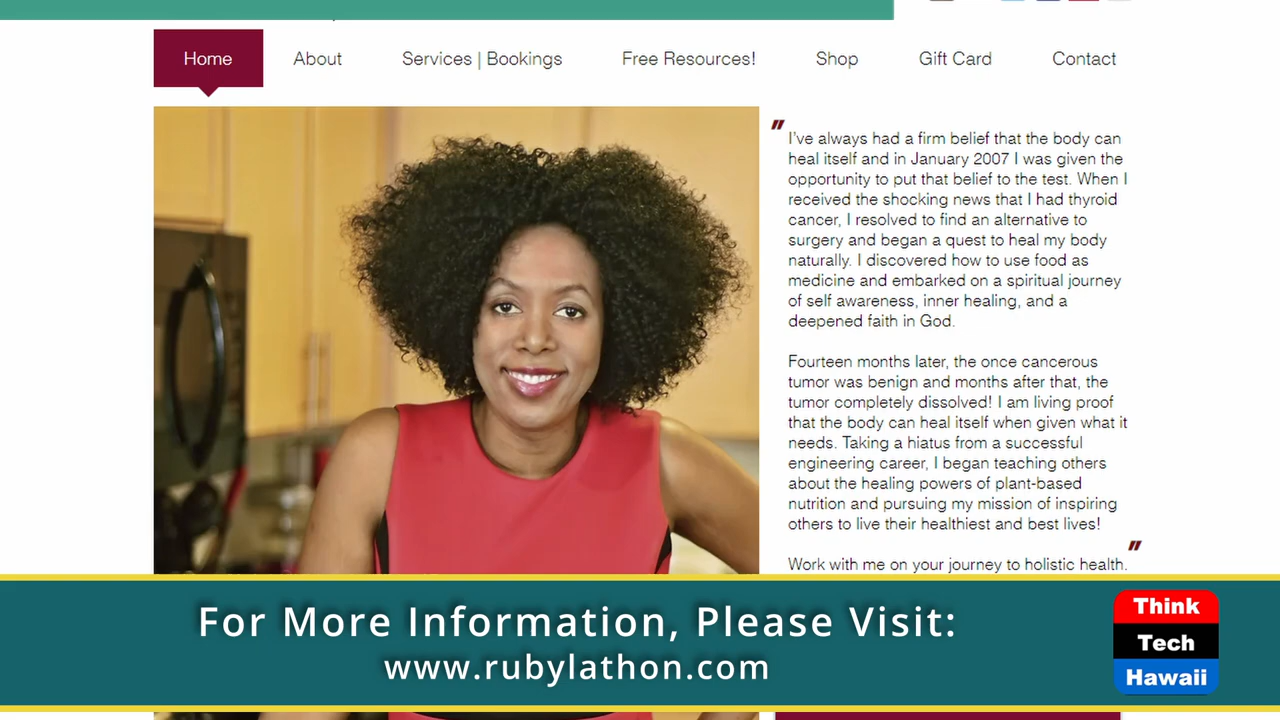 Home
About
Services | Bookings
Free Resources!
Shop
Gift Card
Contact
"
I've always had a firm belief that the body can
heal itself and in January 2007 I was given the
opportunity to put that belief to the test. When I
received the shocking news that I had thyroid
cancer, I resolved to find an alternative to
surgery and began a quest to heal my body
naturally. I discovered how to use food as
medicine and embarked on a spiritual journey
of self awareness, inner healing, and a
deepened faith in God.
Fourteen months later, the once cancerous
tumor was benign and months after that, the
tumor completely dissolved! I am living proof
that the body can heal itself when given what it
needs. Taking a hiatus from a successful
engineering career, I began teaching others
about the healing powers of plant-based
nutrition and pursuing my mission of inspiring
others to live their healthiest and best lives!
"
Work with me on your journey to holistic health.
For More Information, Please Visit:
www.rubylathon.com
Think
Tech
Hawaii